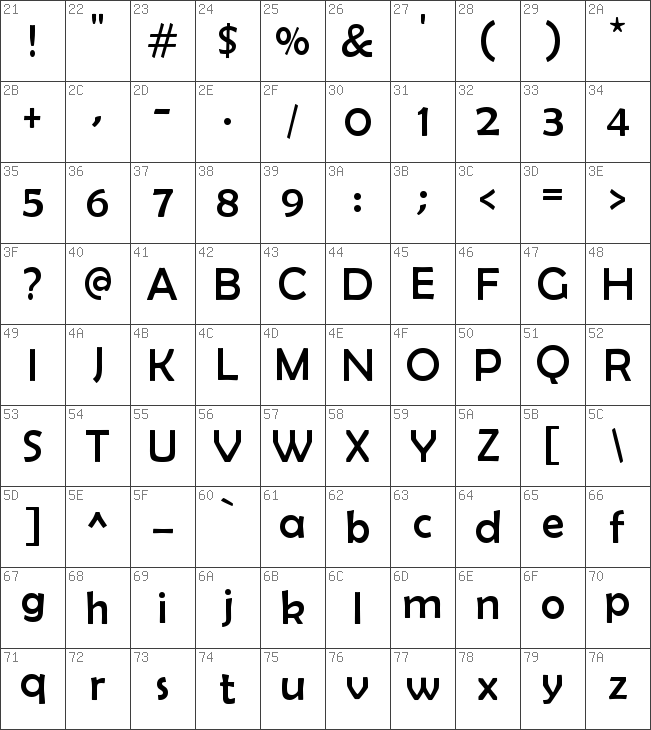 21 22 23 24 25 26 27 28 29 2A
! " # $ % & ' ( ) *
2B 2C 2D 2E 2F 30 31 32 33 34
+ , - . / 0 1 2 3 4
35 36 37 38 39 3A 3B 3C 3D 3E
5 6 7 8 9 : ; < = >
3F 40 41 42 43 44 45 46 47 48
? @ A B C D E F G H
49 4A 4B 4C 4D 4E 4F 50 51 52
I J K L M N O P Q R
53 54 55 56 57 58 59 5A 5B 5C
S T U V W X Y Z [ \
5D 5E 5F 60 61 62 63 64 65 66
] ^ _ ` a b c d e f
67 68 69 6A 6B 6C 6D 6E 6F 70
g h i j k l m n o p
71 72 73 74 75 76 77 78 79 7A
q r s t u v w x y z